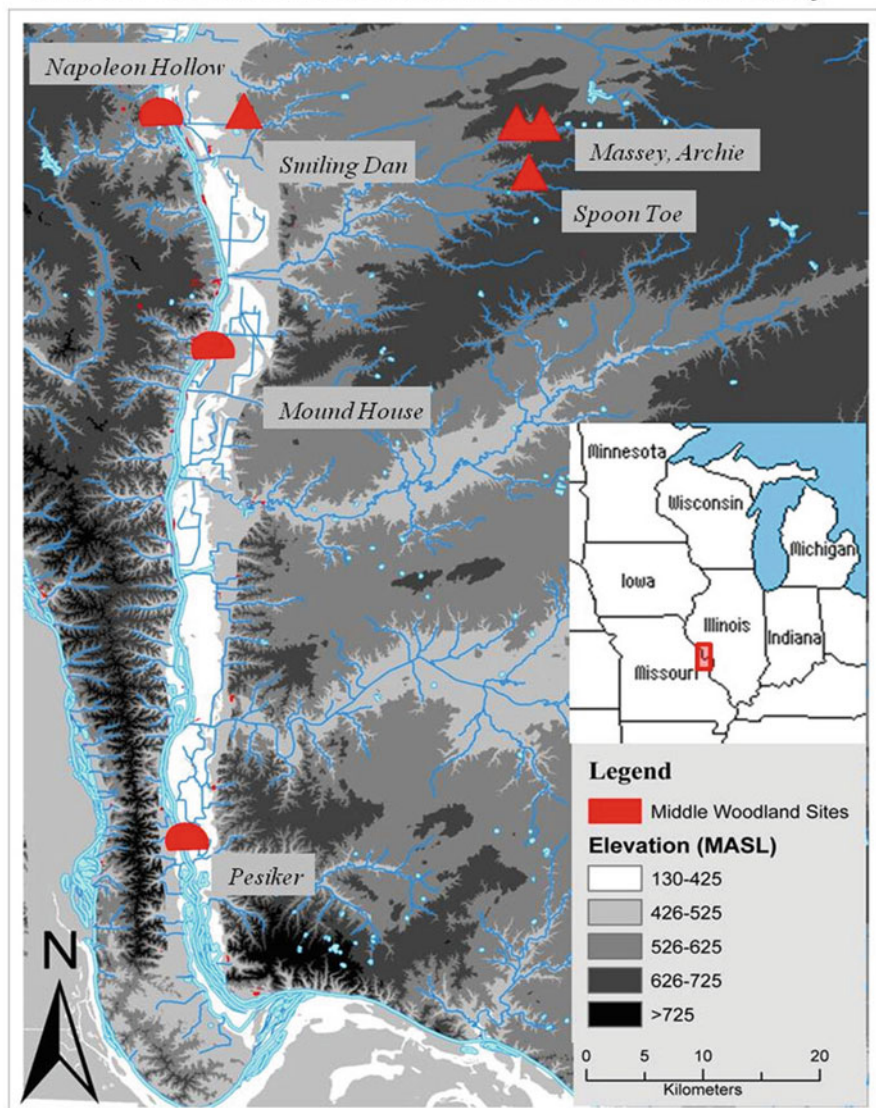 Napoleon Hollow
Smiling Dan
Massey, Archie
Spoon Toe
Mound House
Pesiker
Minnesota
Wisconsin
Michigan
Iowa
Illinois
Indiana
Missouri
Legend
Middle Woodland Sites
Elevation (MASL)
130-425
426-525
526-625
626-725
>725
N
0 5 10 20
Kilometers